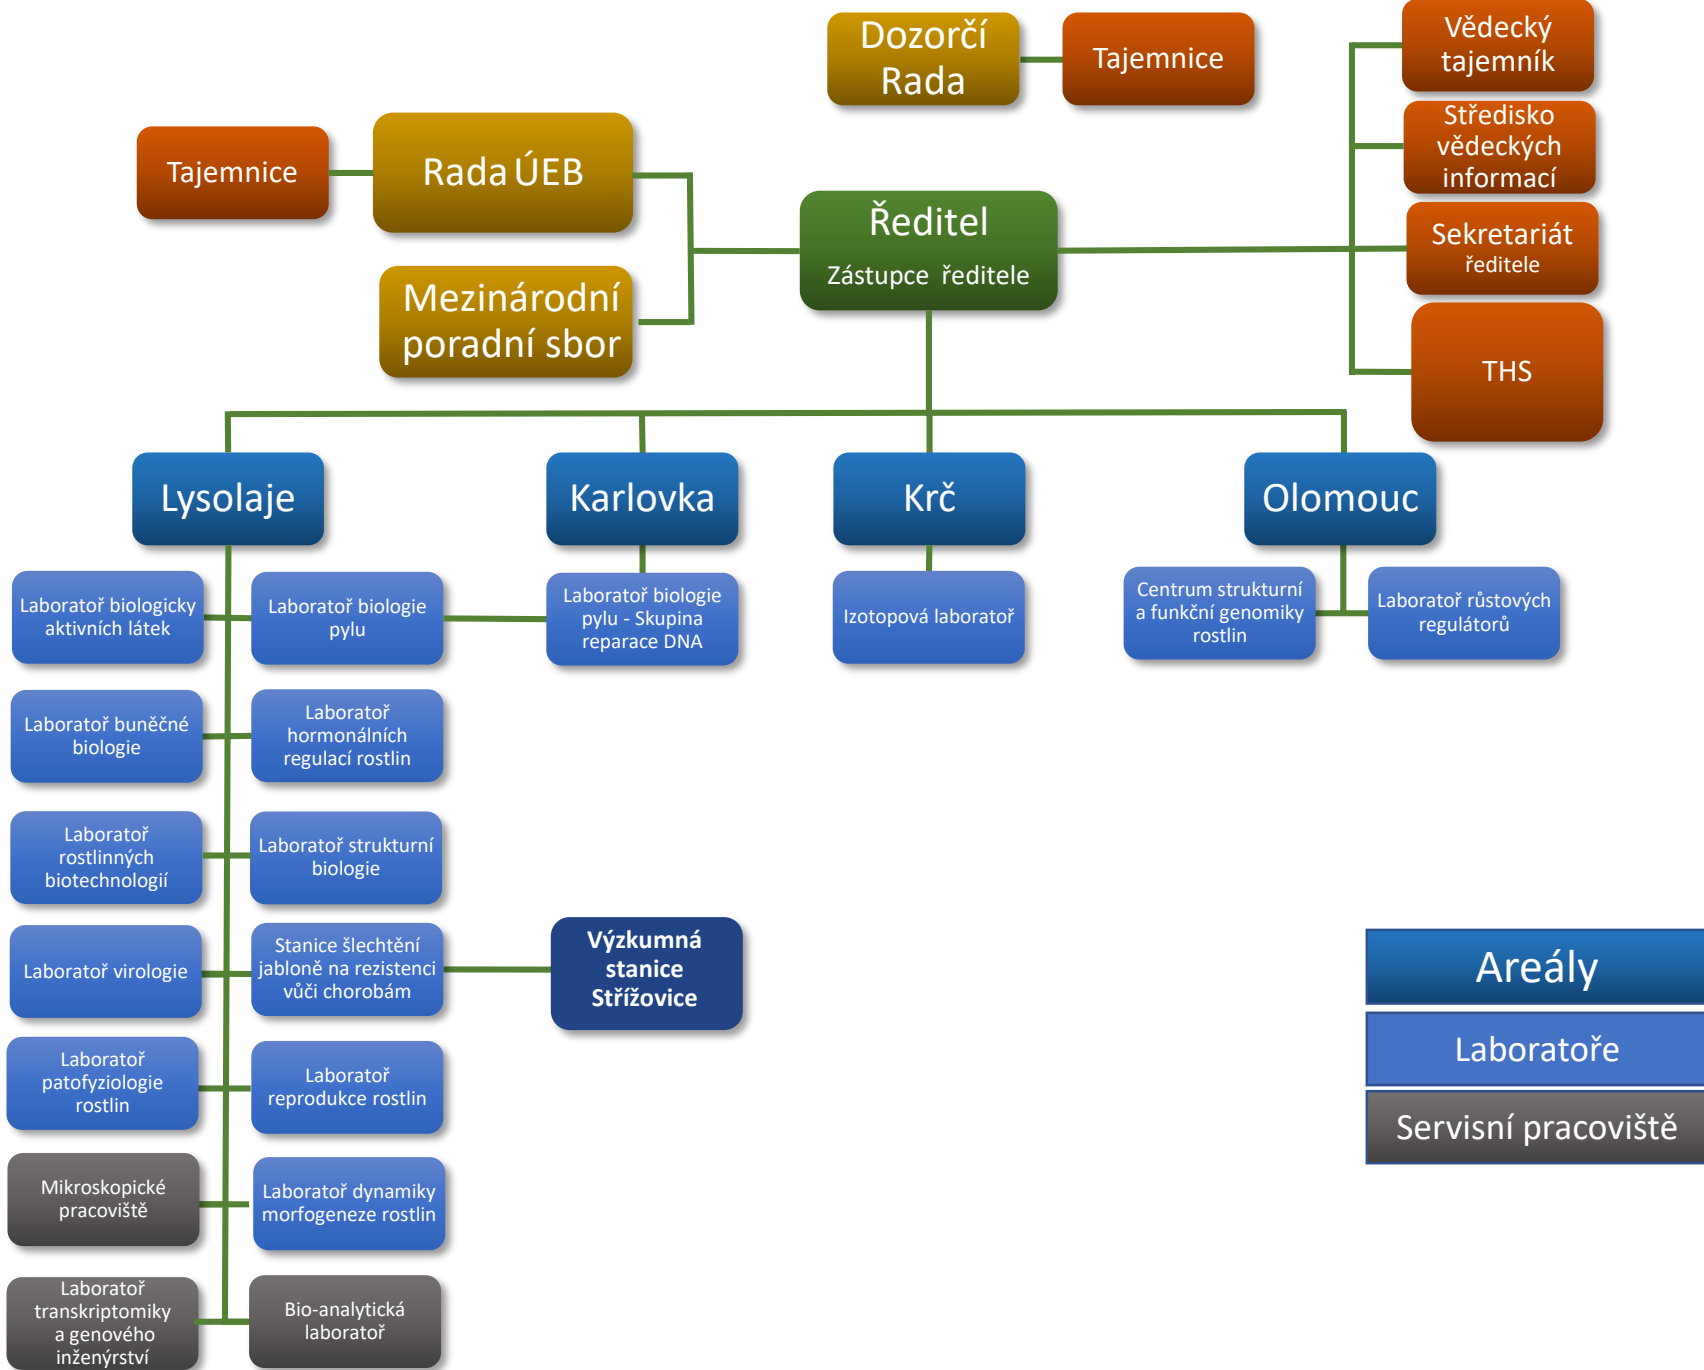 Dozorčí
Rada
Tajemnice
Vědecký
tajemník
Středisko
vědeckých
informací
Tajemnice
Rada ÚEB
Ředitel
Zástupce ředitele
Sekretariát
ředitele
Mezinárodní
poradní sbor
THS
Lysolaje
Karlovka
Krč
Olomouc
Laboratoř biologicky
aktivních látek
Laboratoř biologie
pylu
Laboratoř biologie
pylu - Skupina
reparace DNA
Izotopová laboratoř
Centrum strukturní
a funkční genomiky
rostlin
Laboratoř růstových
regulátorů
Laboratoř buněčné
biologie
Laboratoř
hormonálních
regulací rostlin
Laboratoř
rostlinných
biotechnologií
Laboratoř strukturní
biologie
Laboratoř virologie
Stanice šlechtění
jabloně na rezistenci
vůči chorobám
Výzkumná
stanice
Střížovice
Areály
Laboratoře
Servisní pracoviště
Laboratoř
patofyziologie
rostlin
Laboratoř
reprodukce rostlin
Mikroskopické
pracoviště
Laboratoř dynamiky
morfogeneze rostlin
Laboratoř
transkriptomiky
a genového
inženýrství
Bio-analytická
laboratoř